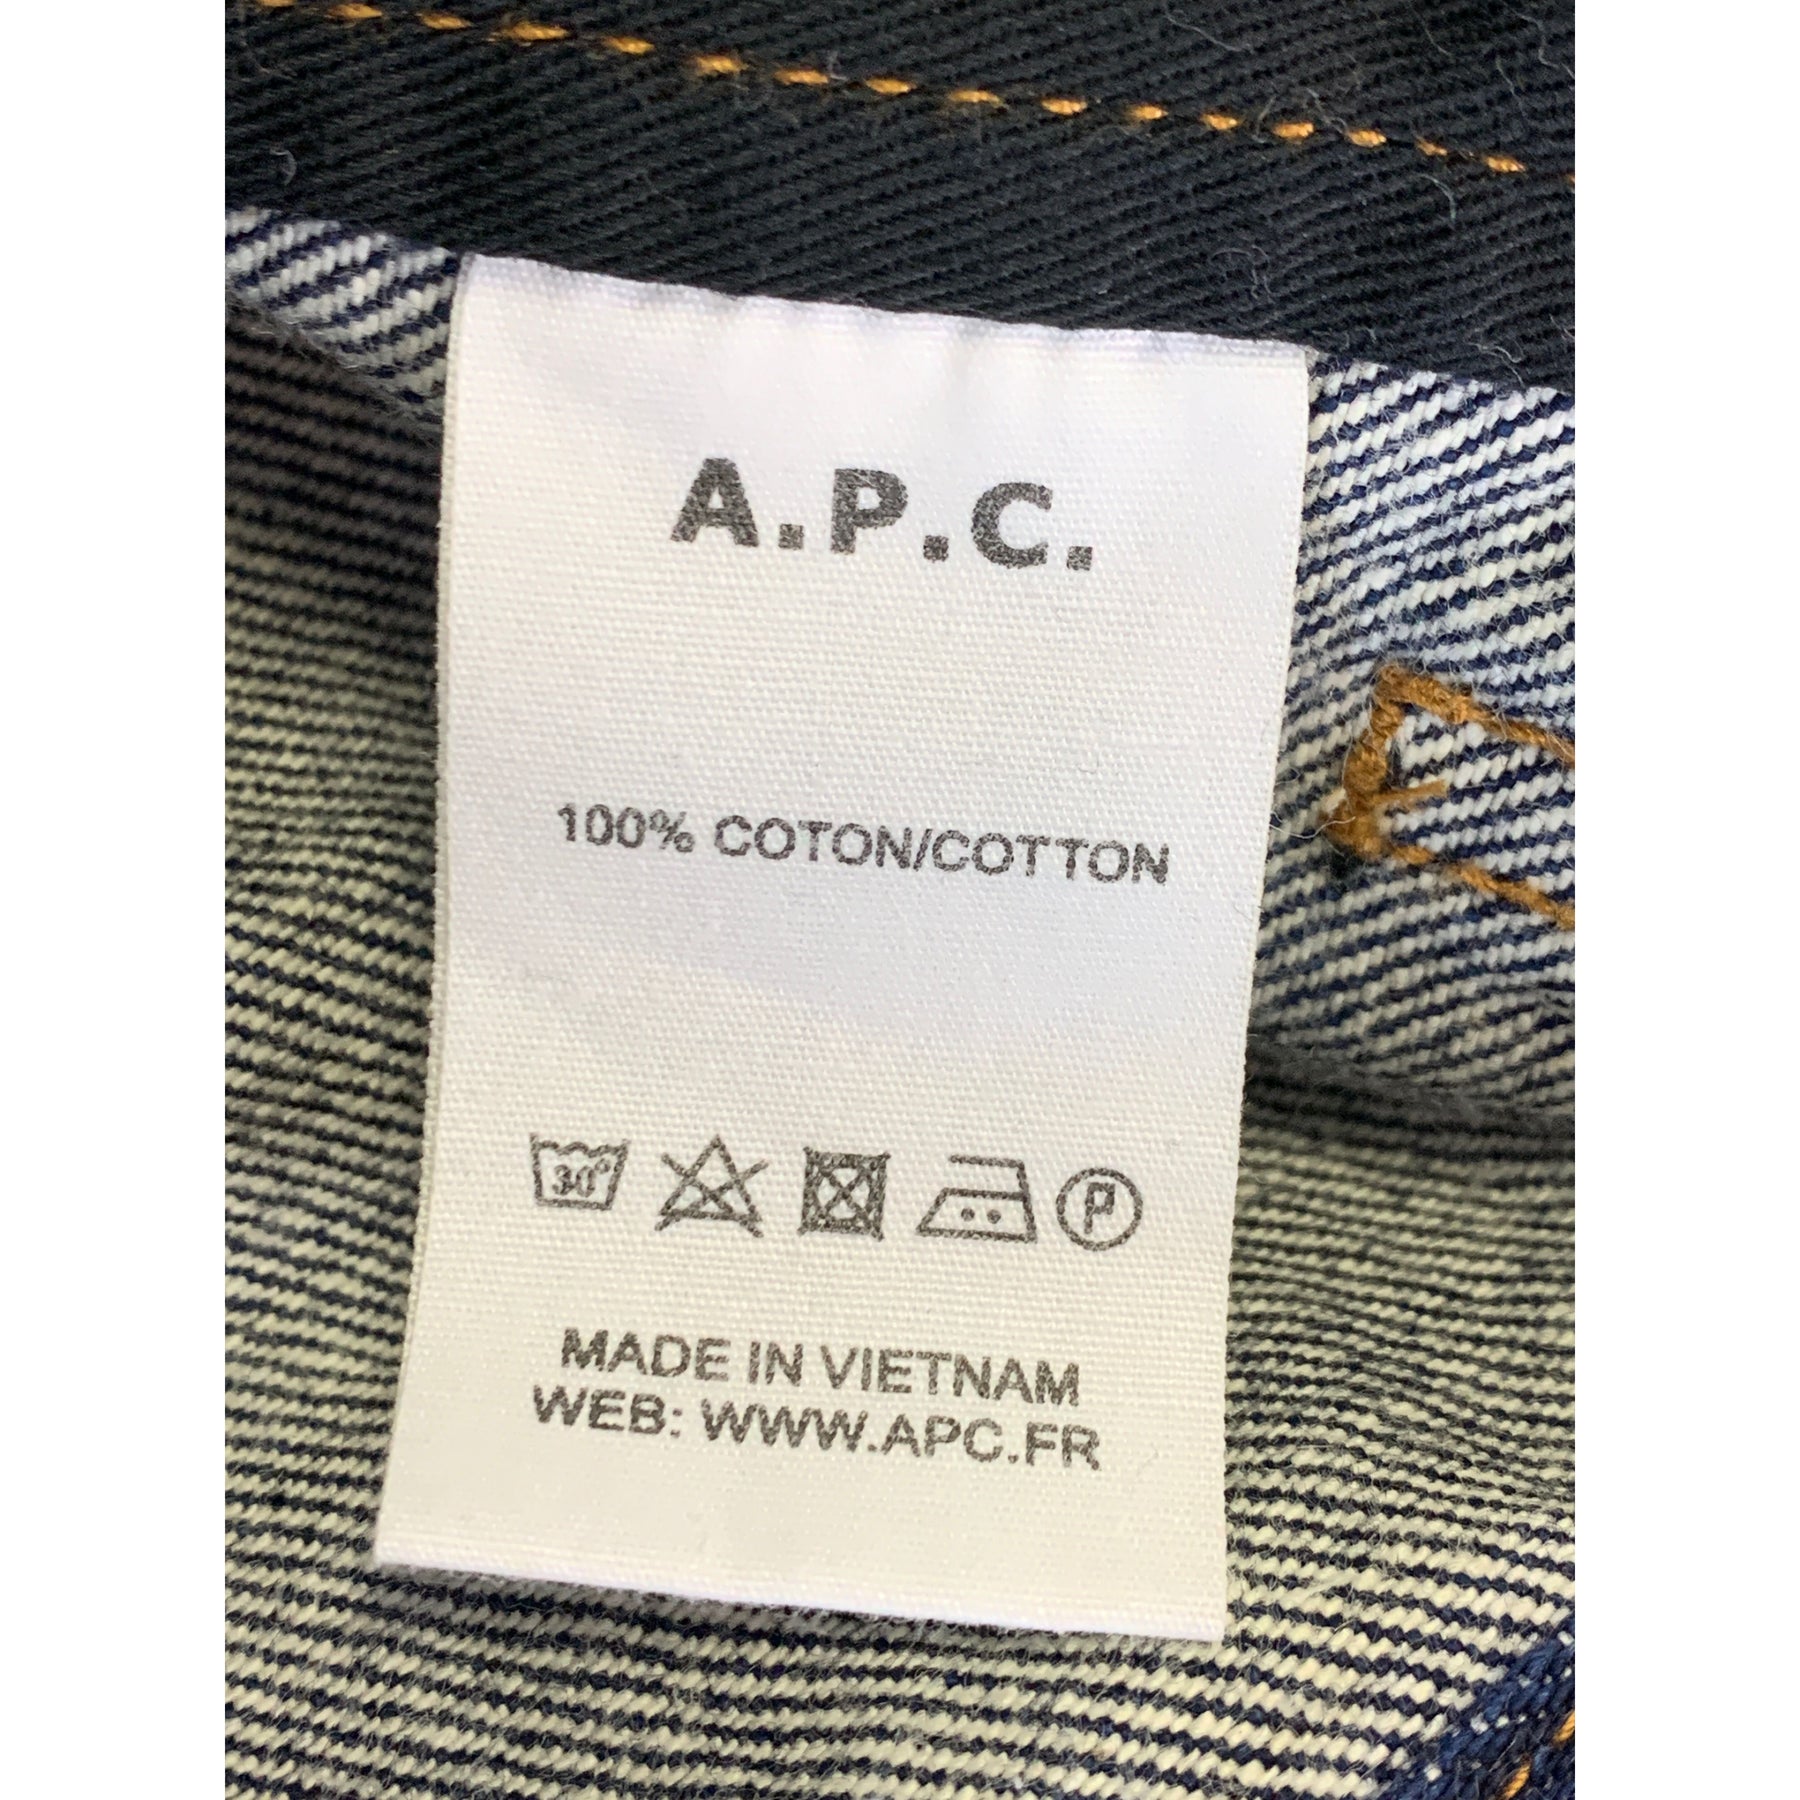 A.P.C.
100% COTON/COTTON
30°
P
MADE IN VIETNAM
WEB: WWW.APC.FR